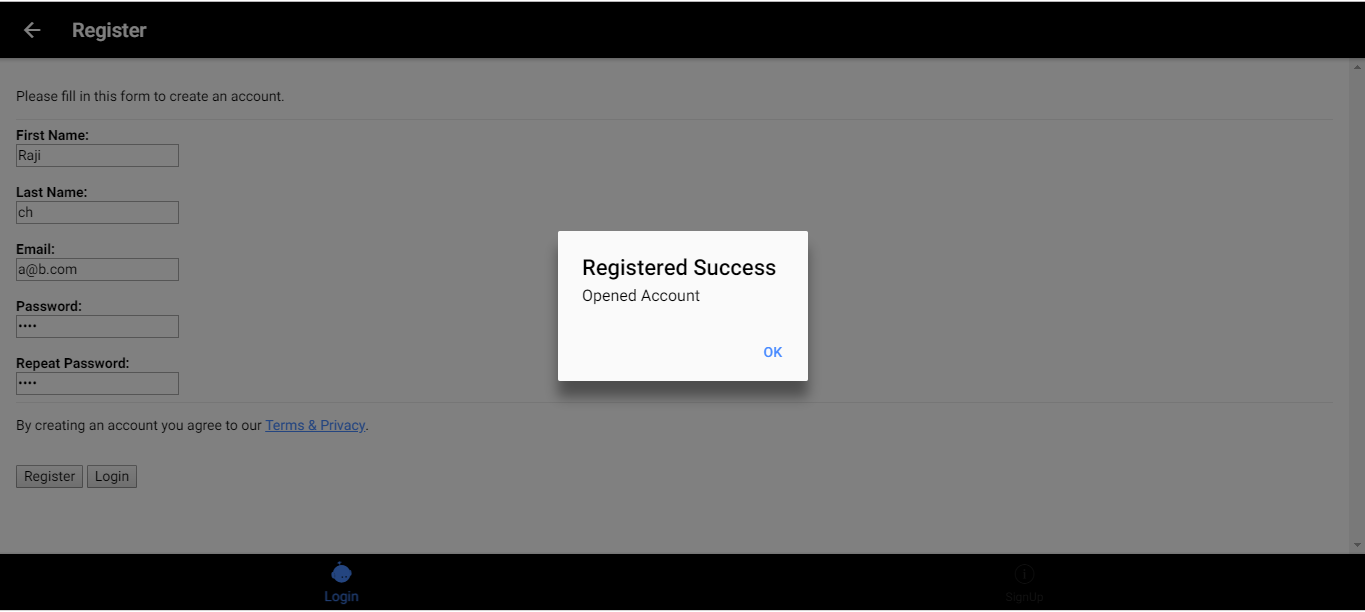 Register
Please fill in this form to create an account.
First Name:
Raji
Last Name:
ch
Email:
a@b.com
Password:
••••
Repeat Password:
••••
By creating an account you agree to our Terms & Privacy.
Register Login
Registered Success
Opened Account
OK
Login
SignUp